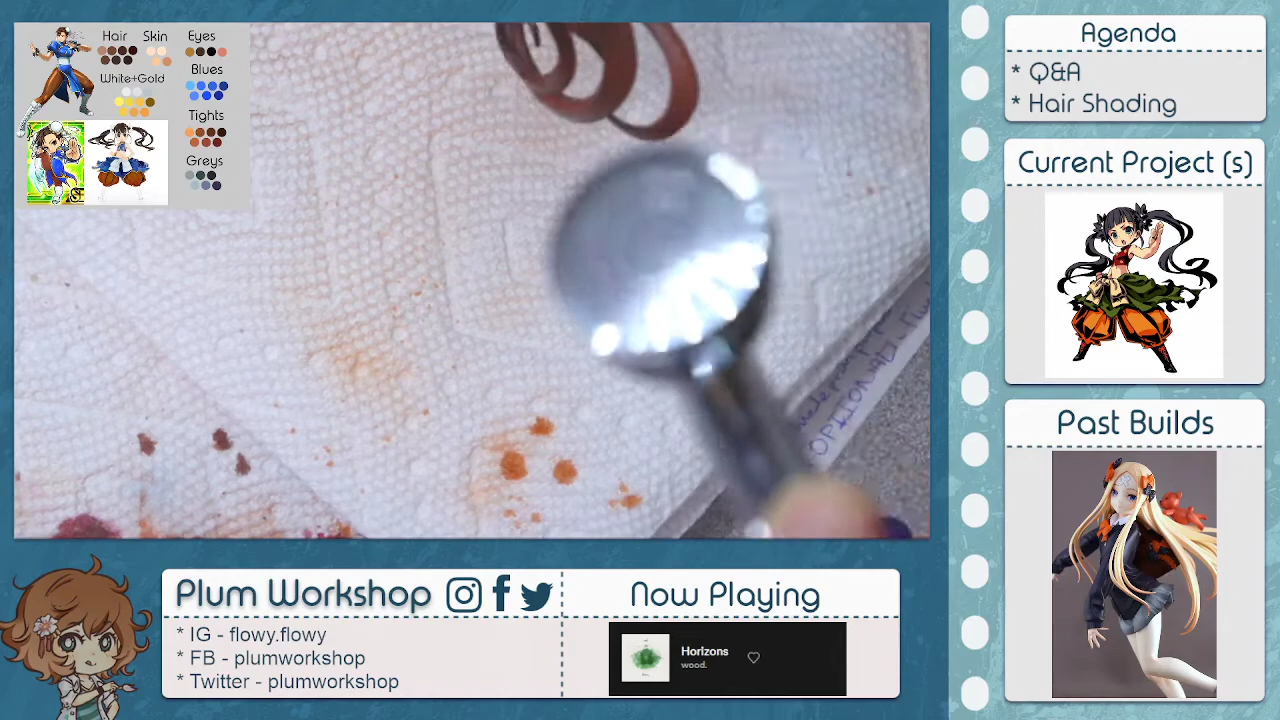 Hair
Skin
Eyes
White+Gold
Blues
Tights
Greys
Agenda
* Q&A
* Hair Shading
Current Project (s)
Past Builds
OPTIONAL:
Plum Workshop
* IG - flowy.flowy
* FB - plumworkshop
* Twitter - plumworkshop
Now Playing
Horizons
wood.